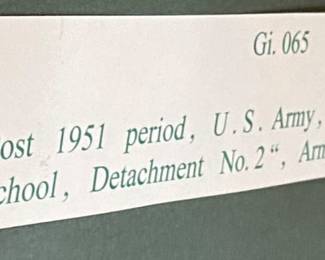 Gi. 065
ost 1951 period, U.S. Army,
chool, Detachment No. 2“, Arm